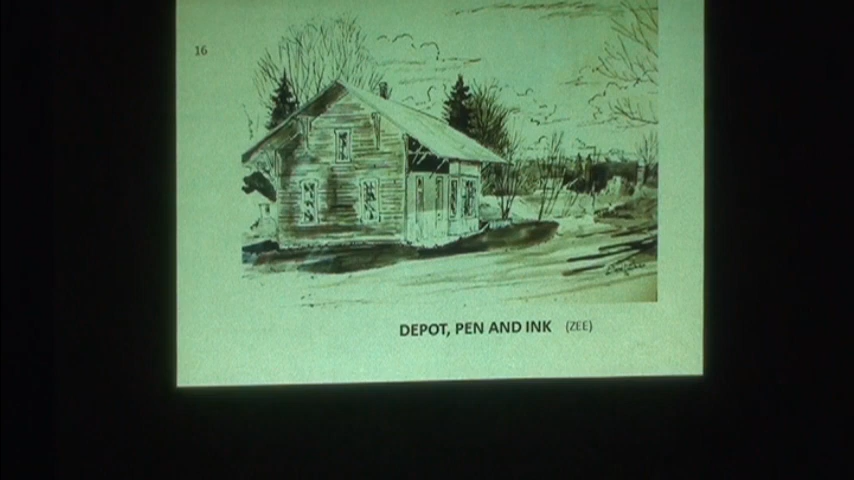 16
DEPOT, PEN AND INK (ZEE)